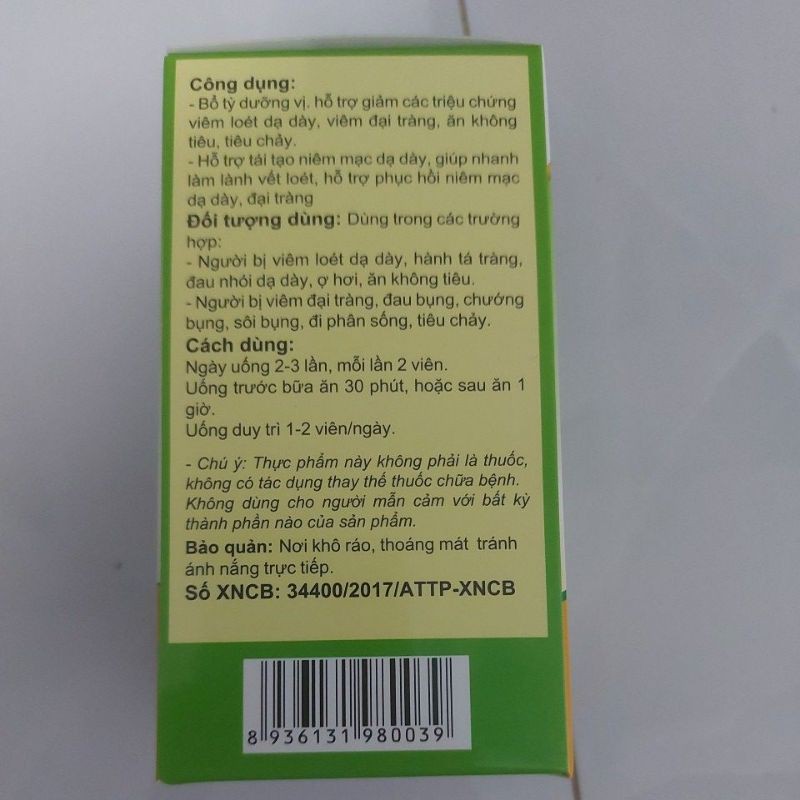 Công dụng:
- Bổ tỳ dưỡng vị, hỗ trợ giảm các triệu chứng
viêm loét dạ dày, viêm đại tràng, ăn không
tiêu, tiêu chảy.
- Hỗ trợ tái tạo niêm mạc dạ dày, giúp nhanh
làm lành vết loét, hỗ trợ phục hồi niêm mạc
dạ dày, đại tràng
Đối tượng dùng: Dùng trong các trường
hợp:
- Người bị viêm loét dạ dày, hành tá tràng,
đau nhói dạ dày, ợ hơi, ăn không tiêu.
- Người bị viêm đại tràng, đau bụng, chướng
bụng, sôi bụng, đi phân sống, tiêu chảy.
Cách dùng:
Ngày uống 2-3 lần, mỗi lần 2 viên.
Uống trước bữa ăn 30 phút, hoặc sau ăn 1
giờ.
Uống duy trì 1-2 viên/ngày.
- Chú ý: Thực phẩm này không phải là thuốc,
không có tác dụng thay thế thuốc chữa bệnh.
Không dùng cho người mẫn cảm với bất kỳ
thành phần nào của sản phẩm.
Bảo quản: Nơi khô ráo, thoáng mát tránh
ánh nắng trực tiếp.
Số XNCB: 34400/2017/ATTP-XNCB
8 936131 980039